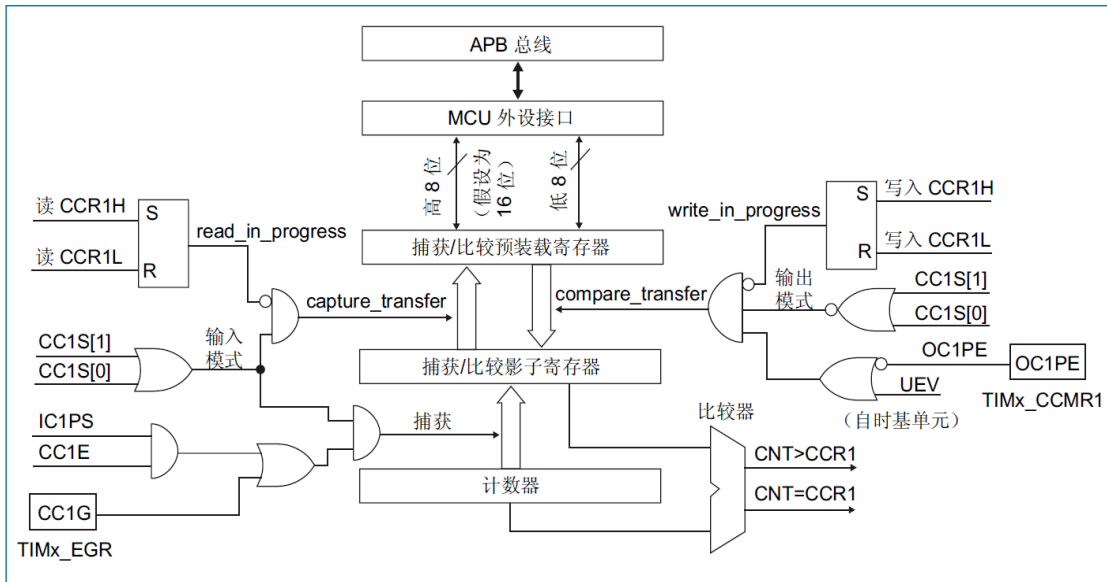 APB 总线
MCU 外设接口
高 8 位
（假设为
16 位）
低 8 位
读 CCR1H
S
读 CCR1L
R
read_in_progress
write_in_progress
S
写入 CCR1H
R
写入 CCR1L
捕获/比较预装载寄存器
capture_transfer
compare_transfer
输出
模式
CC1S[1]
CC1S[0]
CC1S[1]
CC1S[0]
输入
模式
捕获/比较影子寄存器
OC1PE
OC1PE
UEV
TIMx_CCMR1
（自时基单元）
IC1PS
CC1E
捕获
比较器
CNT>CCR1
CNT=CCR1
计数器
CC1G
TIMx_EGR